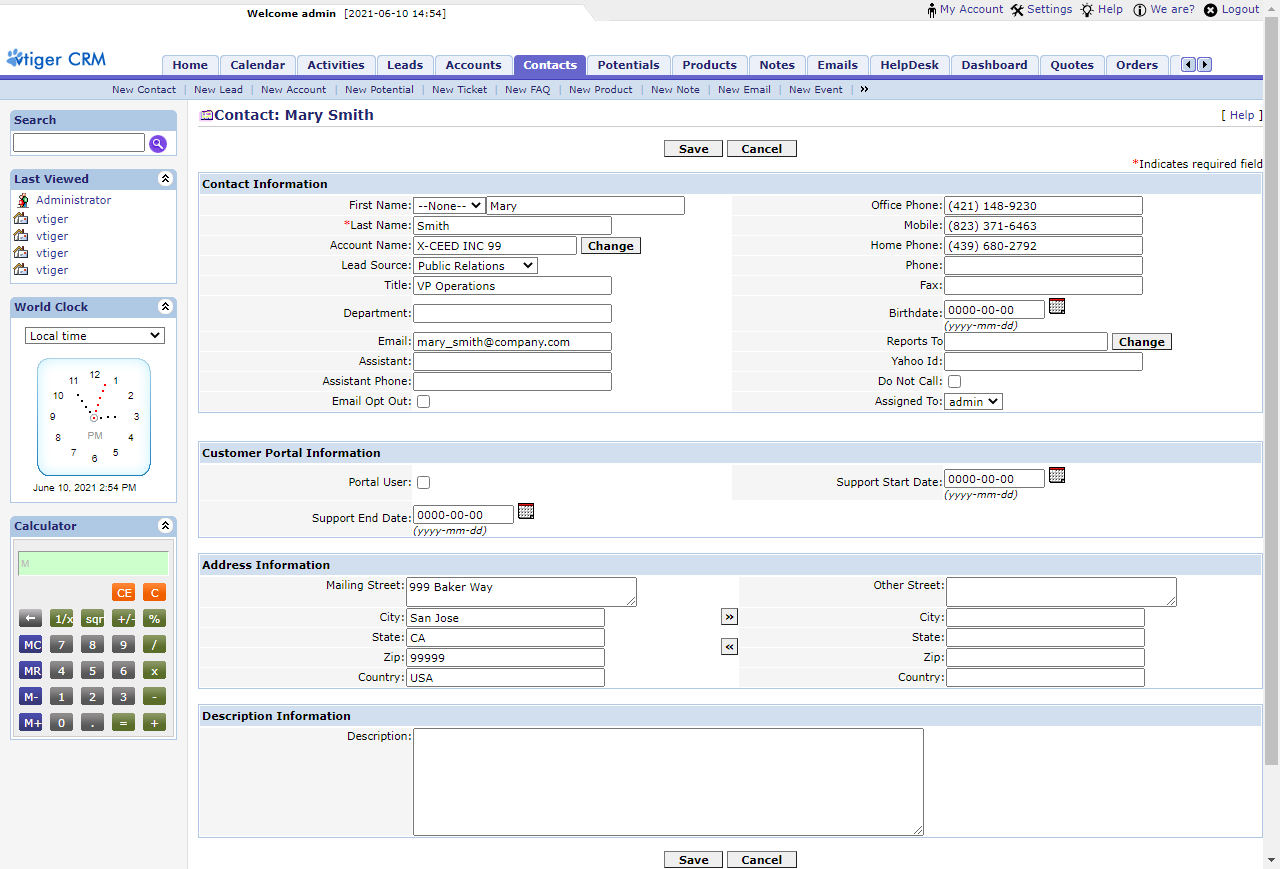 Welcome admin [2021-06-10 14:54] My Account Settings Help We are? Logout
vtiger CRM
Home Calendar Activities Leads Accounts Contacts Potentials Products Notes Emails HelpDesk Dashboard Quotes Orders
New Contact | New Lead | New Account | New Potential | New Ticket | New FAQ | New Product | New Note | New Email | New Event | »
Search
Last Viewed
Administrator
vtiger
vtiger
vtiger
vtiger
World Clock
Local time
12
11 1
10 2
9 3
PM
8 4
7 5
6
June 10, 2021 2:54 PM
Calculator
M
CE C
← 1/x sqr +/- %
MC 7 8 9 /
MR 4 5 6 x
M- 1 2 3 -
M+ 0 . = +
Contact: Mary Smith [ Help ]
Save Cancel
*Indicates required field
Contact Information
First Name: --None-- Mary Office Phone: (421) 148-9230
*Last Name: Smith Mobile: (823) 371-6463
Account Name: X-CEED INC 99 Change Home Phone: (439) 680-2792
Lead Source: Public Relations Phone:
Title: VP Operations Fax:
Department: Birthdate: 0000-00-00
(yyyy-mm-dd)
Email: mary_smith@company.com Reports To Change
Assistant: Yahoo Id:
Assistant Phone: Do Not Call:
Email Opt Out: Assigned To: admin
Customer Portal Information
Portal User: Support Start Date: 0000-00-00
(yyyy-mm-dd)
Support End Date: 0000-00-00
(yyyy-mm-dd)
Address Information
Mailing Street: 999 Baker Way Other Street:
City: San Jose » City:
State: CA State:
Zip: 99999 « Zip:
Country: USA Country:
Description Information
Description:
Save Cancel